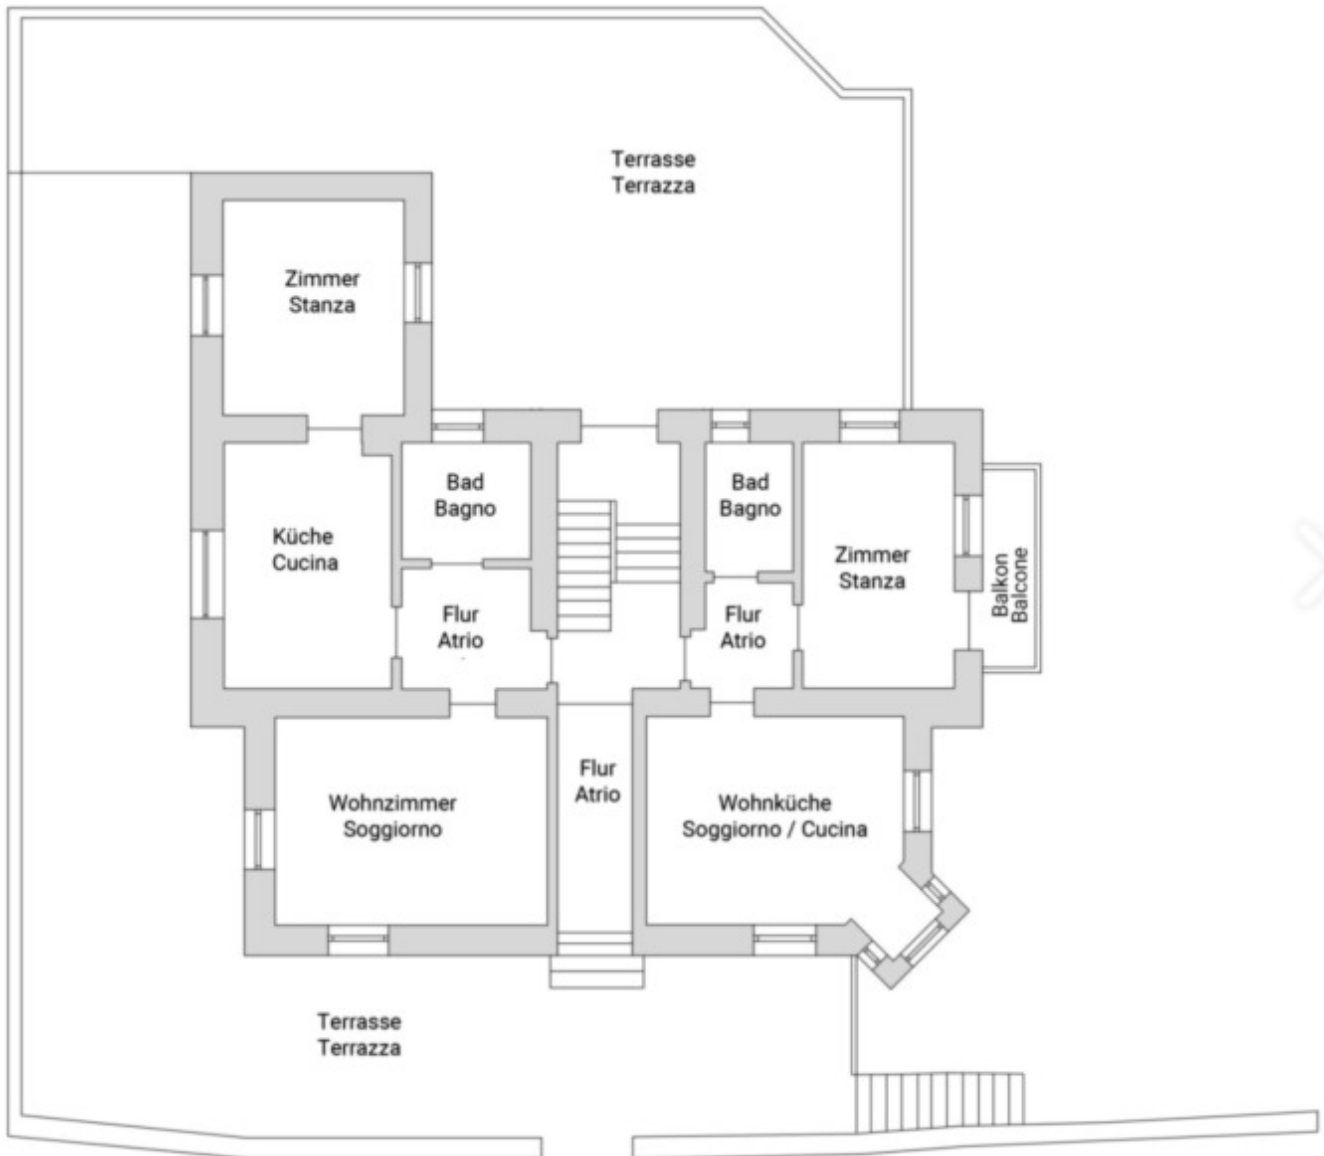 Terrasse
Terrazza
Zimmer
Stanza
Bad
Bagno
Bad
Bagno
Küche
Cucina
Zimmer
Stanza
Balkon
Balcone
Flur
Atrio
Flur
Atrio
Flur
Atrio
Wohnzimmer
Soggiorno
Wohnküche
Soggiorno / Cucina
Terrasse
Terrazza